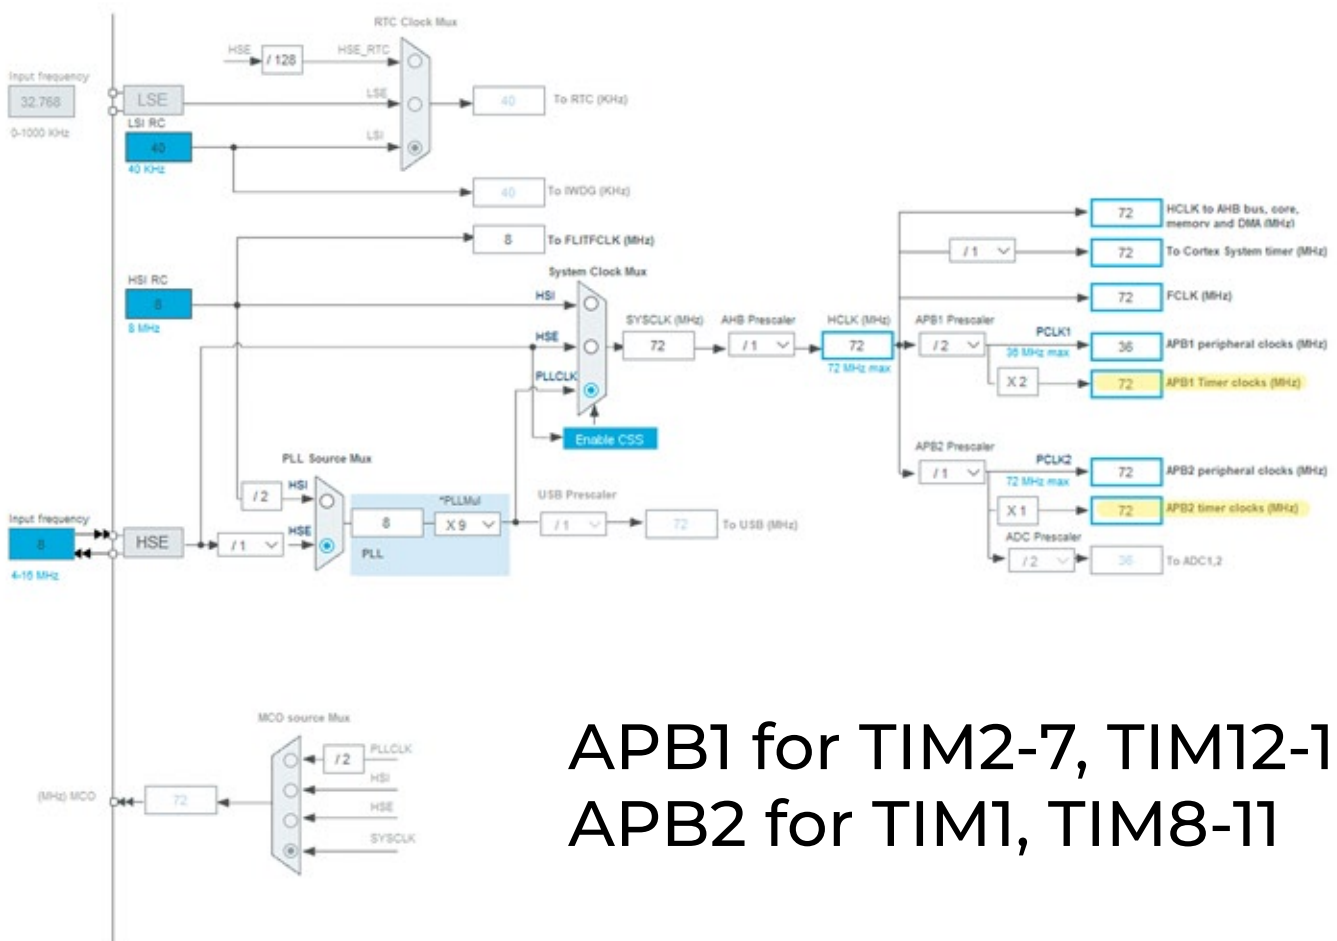 RTC Clock Mux
HSE
/ 128
HSE_RTC
Input frequency
32.768
0-1000 KHz
LSE
LSE
LSI RC
40
40 KHz
LSI
40
To RTC (KHz)
40
To IWDG (KHz)
8
To FLITFCLK (MHz)
HSI RC
8
8 MHz
System Clock Mux
HSI
HSE
PLLCLK
Enable CSS
SYSCLK (MHz)
72
AHB Prescaler
/ 1
HCLK (MHz)
72
72 MHz max
72
HCLK to AHB bus, core,
memory and DMA (MHz)
/ 1
72
To Cortex System timer (MHz)
72
FCLK (MHz)
APB1 Prescaler
/ 2
PCLK1
36 MHz max
36
APB1 peripheral clocks (MHz)
X 2
72
APB1 Timer clocks (MHz)
APB2 Prescaler
/ 1
PCLK2
72 MHz max
72
APB2 peripheral clocks (MHz)
X 1
72
APB2 timer clocks (MHz)
ADC Prescaler
/ 2
36
To ADC1,2
PLL Source Mux
/ 2
HSI
Input frequency
8
4-16 MHz
HSE
/ 1
HSE
8
*PLLMul
X 9
PLL
USB Prescaler
/ 1
72
To USB (MHz)
MCO source Mux
/ 2
PLLCLK
HSI
HSE
SYSCLK
(MHz) MCO
72
APB1 for TIM2-7, TIM12-1
APB2 for TIM1, TIM8-11